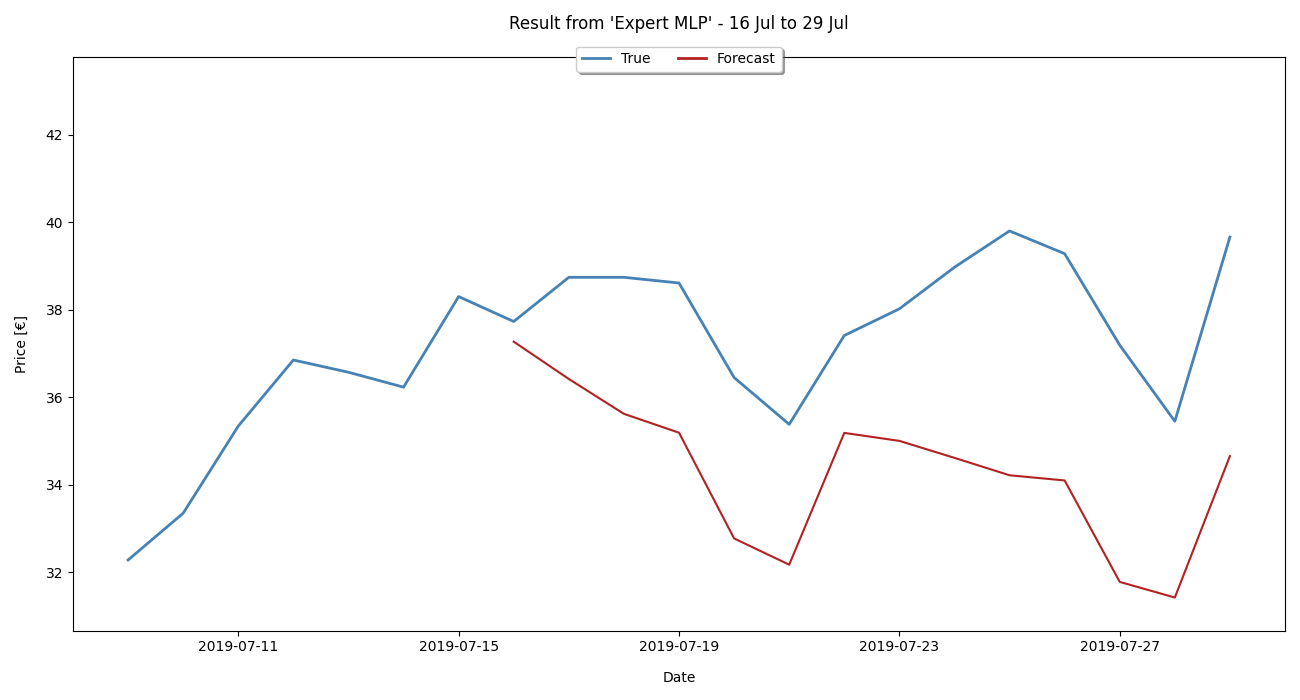 Result from 'Expert MLP' - 16 Jul to 29 Jul
True Forecast
42
40
38
36
34
32
Price [€]
2019-07-11 2019-07-15 2019-07-19 2019-07-23 2019-07-27
Date